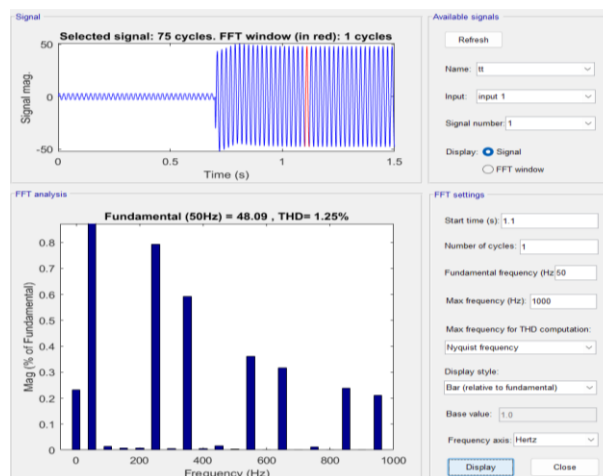 Signal
Selected signal: 75 cycles. FFT window (in red): 1 cycles
50
0
-50
Signal mag.
0
0.5
1
1.5
Time (s)
Available signals
Refresh
Name: tt
Input: input 1
Signal number: 1
Display: Signal
FFT window
FFT analysis
Fundamental (50Hz) = 48.09 , THD= 1.25%
0.8
0.7
0.6
0.5
0.4
0.3
0.2
0.1
0
Mag (% of Fundamental)
0
200
400
600
800
1000
Frequency (Hz)
FFT settings
Start time (s): 1.1
Number of cycles: 1
Fundamental frequency (Hz 50
Max frequency (Hz): 1000
Max frequency for THD computation:
Nyquist frequency
Display style:
Bar (relative to fundamental)
Base value: 1.0
Frequency axis: Hertz
Display
Close